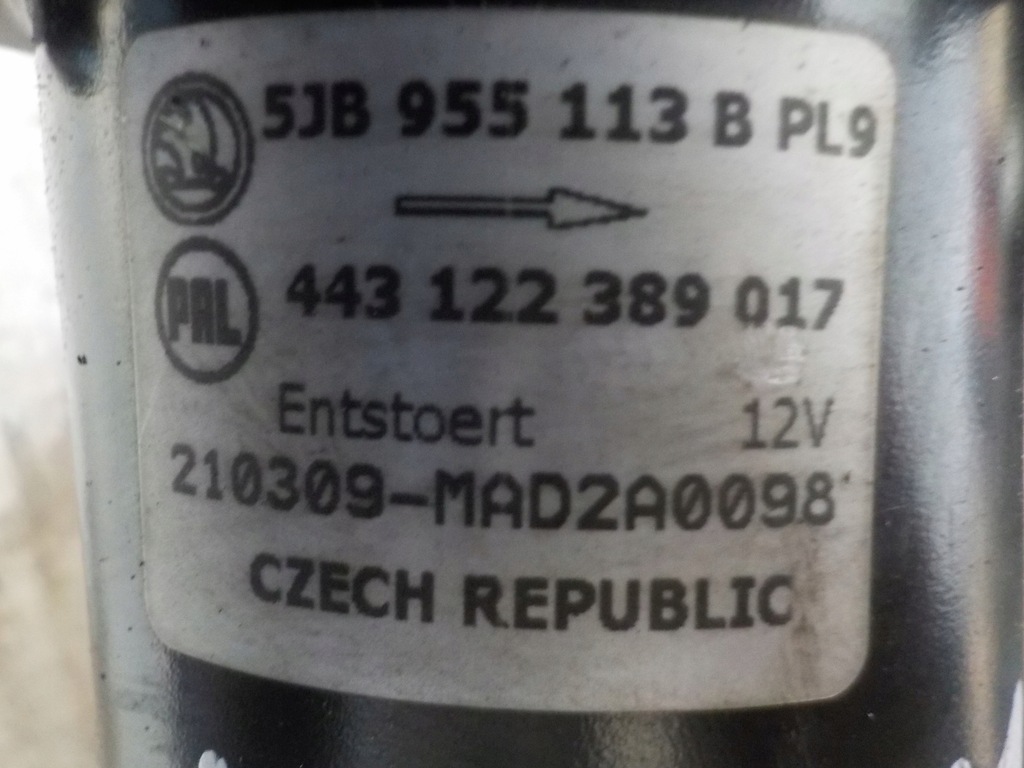 5JB 955 113 B PL9
PAL 443 122 389 017
Entstoert 12V
210309-MAD2A0098
CZECH REPUBLIC